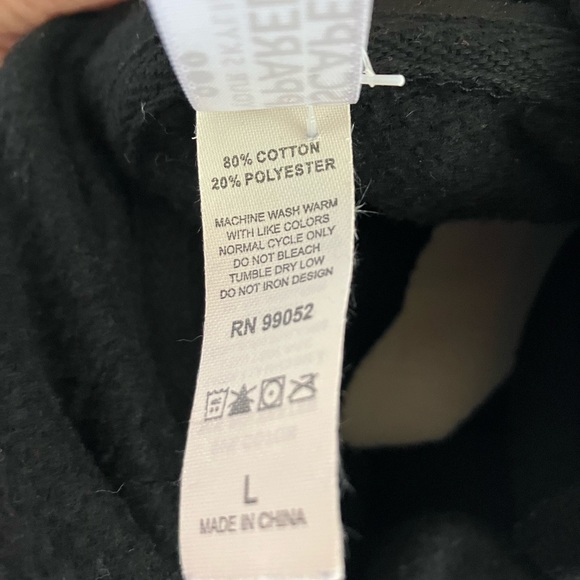 80% COTTON
20% POLYESTER
MACHINE WASH WARM
WITH LIKE COLORS
NORMAL CYCLE ONLY
DO NOT BLEACH
TUMBLE DRY LOW
DO NOT IRON DESIGN
RN 99052
L
MADE IN CHINA